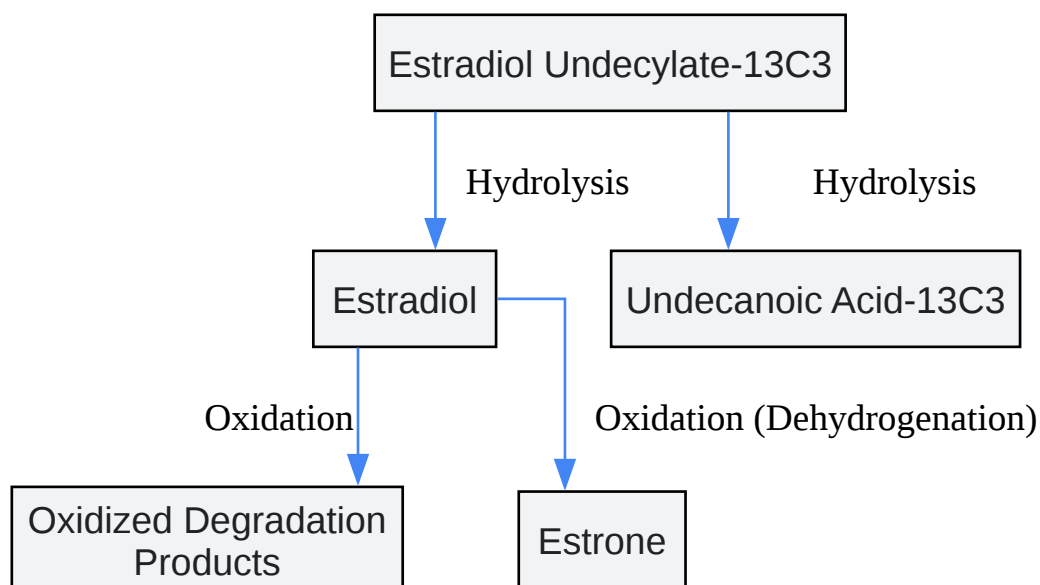 Estradiol Undecylate-13C3
Hydrolysis
Hydrolysis
Estradiol
Undecanoic Acid-13C3
Oxidation
Oxidation (Dehydrogenation)
Oxidized Degradation
Products
Estrone